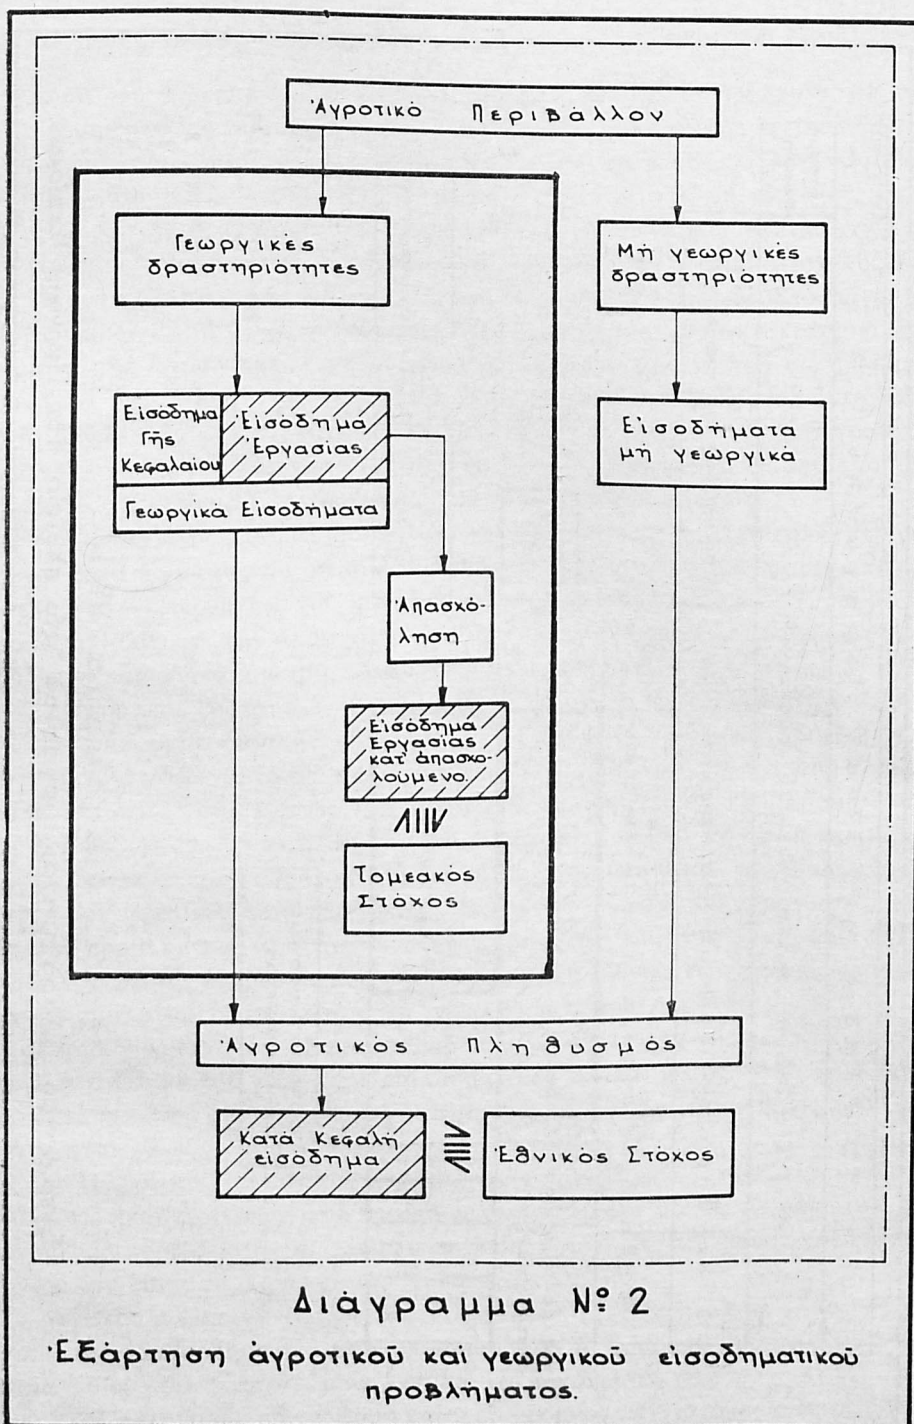 Ἀγροτικό Περιβάλλον
Γεωργικές
δραστηριότητες
Μή γεωργικές
δραστηριότητες
Εἰσόδημα
Γῆς
Κεφαλαίου
Εἰσόδημα
Ἐργασίας
Γεωργικά Εἰσοδήματα
Εἰσοδήματα
μή γεωργικά
Ἀπασχό-
ληση
Εἰσόδημα
Εργασίας
κατ' ἀπασχο-
λούμενο.
Τομεακός
Στόχος
Ἀγροτικός Πληθυσμός
Κατά Κεφαλή
εἰσόδημα
Ἐθνικός Στόχος
Διάγραμμα Nº 2
Ἐξάρτηση ἀγροτικοῦ καί γεωργικοῦ εἰσοδηματικοῦ
προβλήματος.